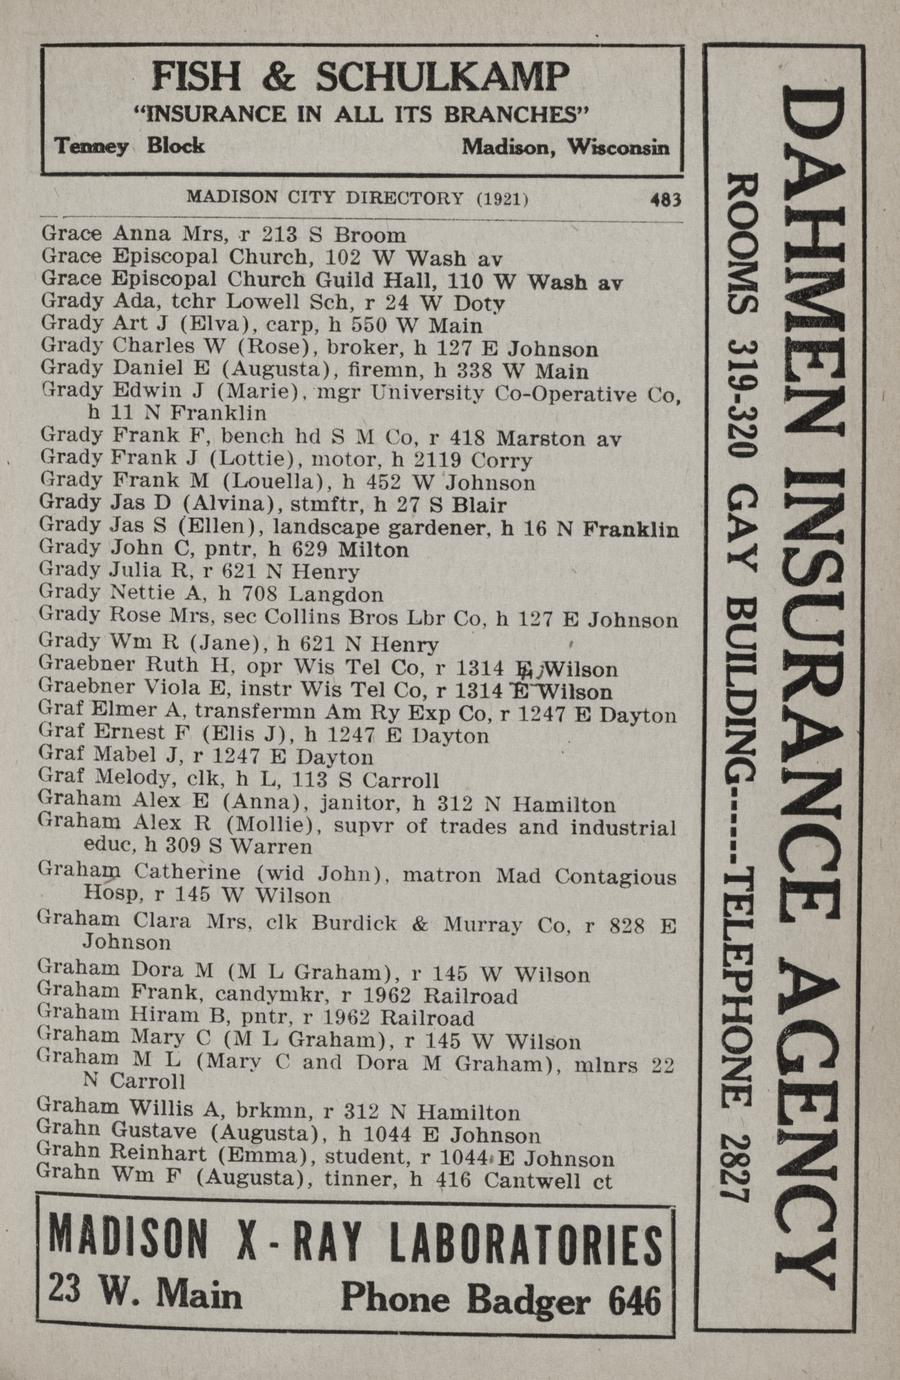 FISH & SCHULKAMP
"INSURANCE IN ALL ITS BRANCHES"
Tenney Block Madison, Wisconsin
MADISON CITY DIRECTORY (1921) 483
Grace Anna Mrs, r 213 S Broom
Grace Episcopal Church, 102 W Wash av
Grace Episcopal Church Guild Hall, 110 W Wash av
Grady Ada, tchr Lowell Sch, r 24 W Doty
Grady Art J (Elva), carp, h 550 W Main
Grady Charles W (Rose), broker, h 127 E Johnson
Grady Daniel E (Augusta), firemn, h 338 W Main
Grady Edwin J (Marie), mgr University Co-Operative Co,
h 11 N Franklin
Grady Frank F, bench hd S M Co, r 418 Marston av
Grady Frank J (Lottie), motor, h 2119 Corry
Grady Frank M (Louella), h 452 W Johnson
Grady Jas D (Alvina), stmftr, h 27 S Blair
Grady Jas S (Ellen), landscape gardener, h 16 N Franklin
Grady John C, pntr, h 629 Milton
Grady Julia R, r 621 N Henry
Grady Nettie A, h 708 Langdon
Grady Rose Mrs, sec Collins Bros Lbr Co, h 127 E Johnson
Grady Wm R (Jane), h 621 N Henry
Graebner Ruth H, opr Wis Tel Co, r 1314 E Wilson
Graebner Viola E, instr Wis Tel Co, r 1314 E Wilson
Graf Elmer A, transfermn Am Ry Exp Co, r 1247 E Dayton
Graf Ernest F (Elis J), h 1247 E Dayton
Graf Mabel J, r 1247 E Dayton
Graf Melody, clk, h L, 113 S Carroll
Graham Alex E (Anna), janitor, h 312 N Hamilton
Graham Alex R (Mollie), supvr of trades and industrial
educ, h 309 S Warren
Graham Catherine (wid John), matron Mad Contagious
Hosp, r 145 W Wilson
Graham Clara Mrs, clk Burdick & Murray Co, r 828 E
Johnson
Graham Dora M (M L Graham), r 145 W Wilson
Graham Frank, candymkr, r 1962 Railroad
Graham Hiram B, pntr, r 1962 Railroad
Graham Mary C (M L Graham), r 145 W Wilson
Graham M L (Mary C and Dora M Graham), mlnrs 22
N Carroll
Graham Willis A, brkmn, r 312 N Hamilton
Grahn Gustave (Augusta), h 1044 E Johnson
Grahn Reinhart (Emma), student, r 1044 E Johnson
Grahn Wm F (Augusta), tinner, h 416 Cantwell ct
MADISON X-RAY LABORATORIES
23 W. Main Phone Badger 646
DAHMEN INSURANCE AGENCY
ROOMS 319-320 GAY BUILDING------TELEPHONE 2827